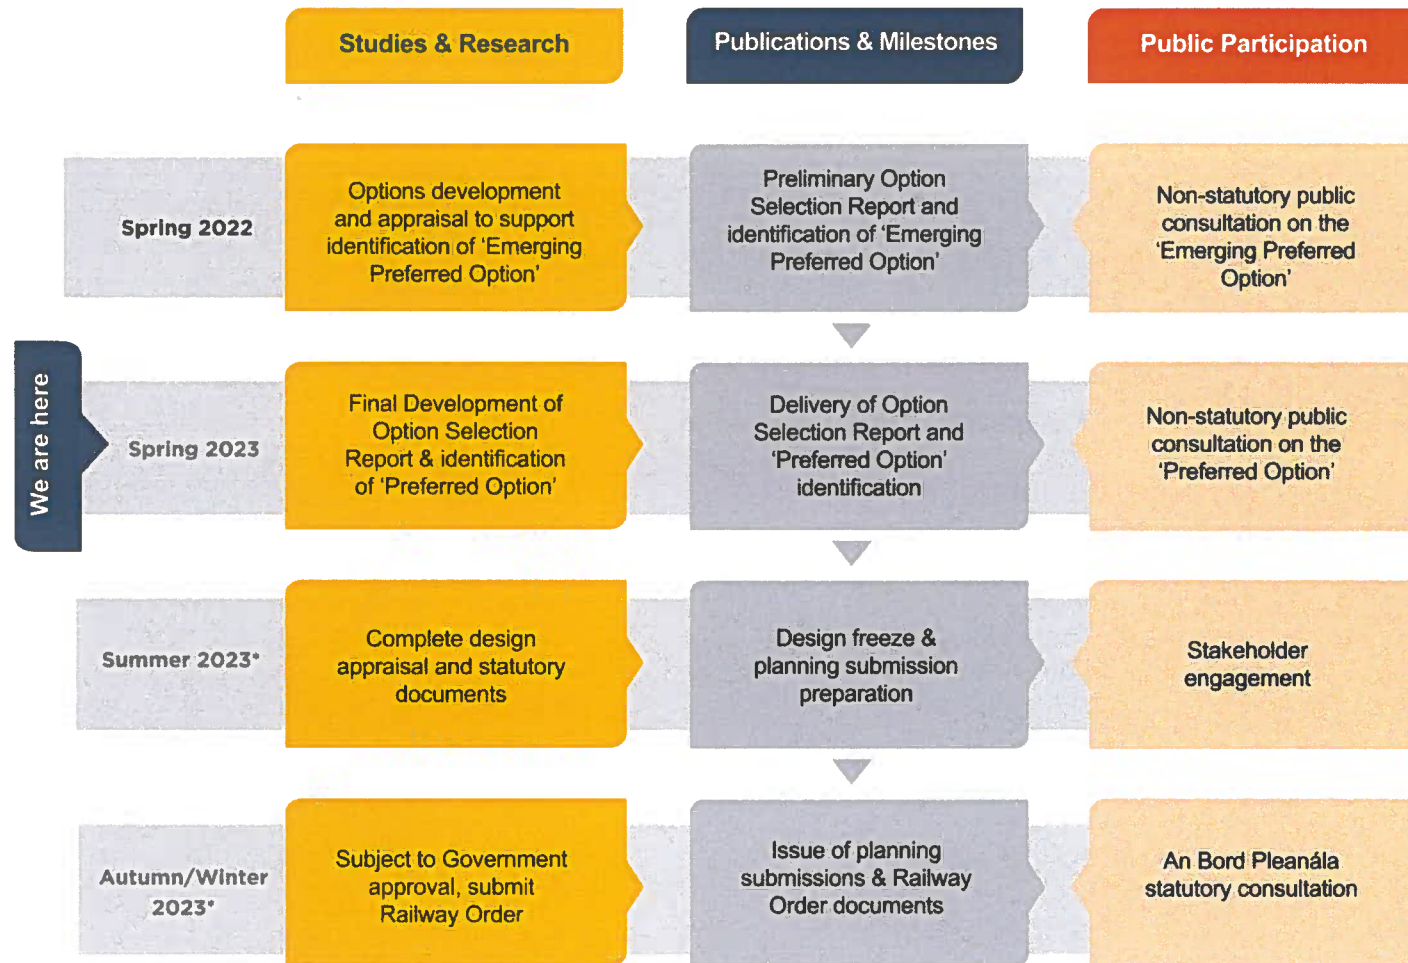 Studies & Research
Publications & Milestones
Public Participation
Spring 2022
Options development
and appraisal to support
identification of ‘Emerging
Preferred Option’
Preliminary Option
Selection Report and
identification of ‘Emerging
Preferred Option’
Non-statutory public
consultation on the
‘Emerging Preferred
Option’
We are here
Spring 2023
Final Development of
Option Selection
Report & identification
of ‘Preferred Option’
Delivery of Option
Selection Report and
‘Preferred Option’
identification
Non-statutory public
consultation on the
‘Preferred Option’
Summer 2023*
Complete design
appraisal and statutory
documents
Design freeze &
planning submission
preparation
Stakeholder
engagement
Autumn/Winter
2023*
Subject to Government
approval, submit
Railway Order
Issue of planning
submissions & Railway
Order documents
An Bord Pleanála
statutory consultation